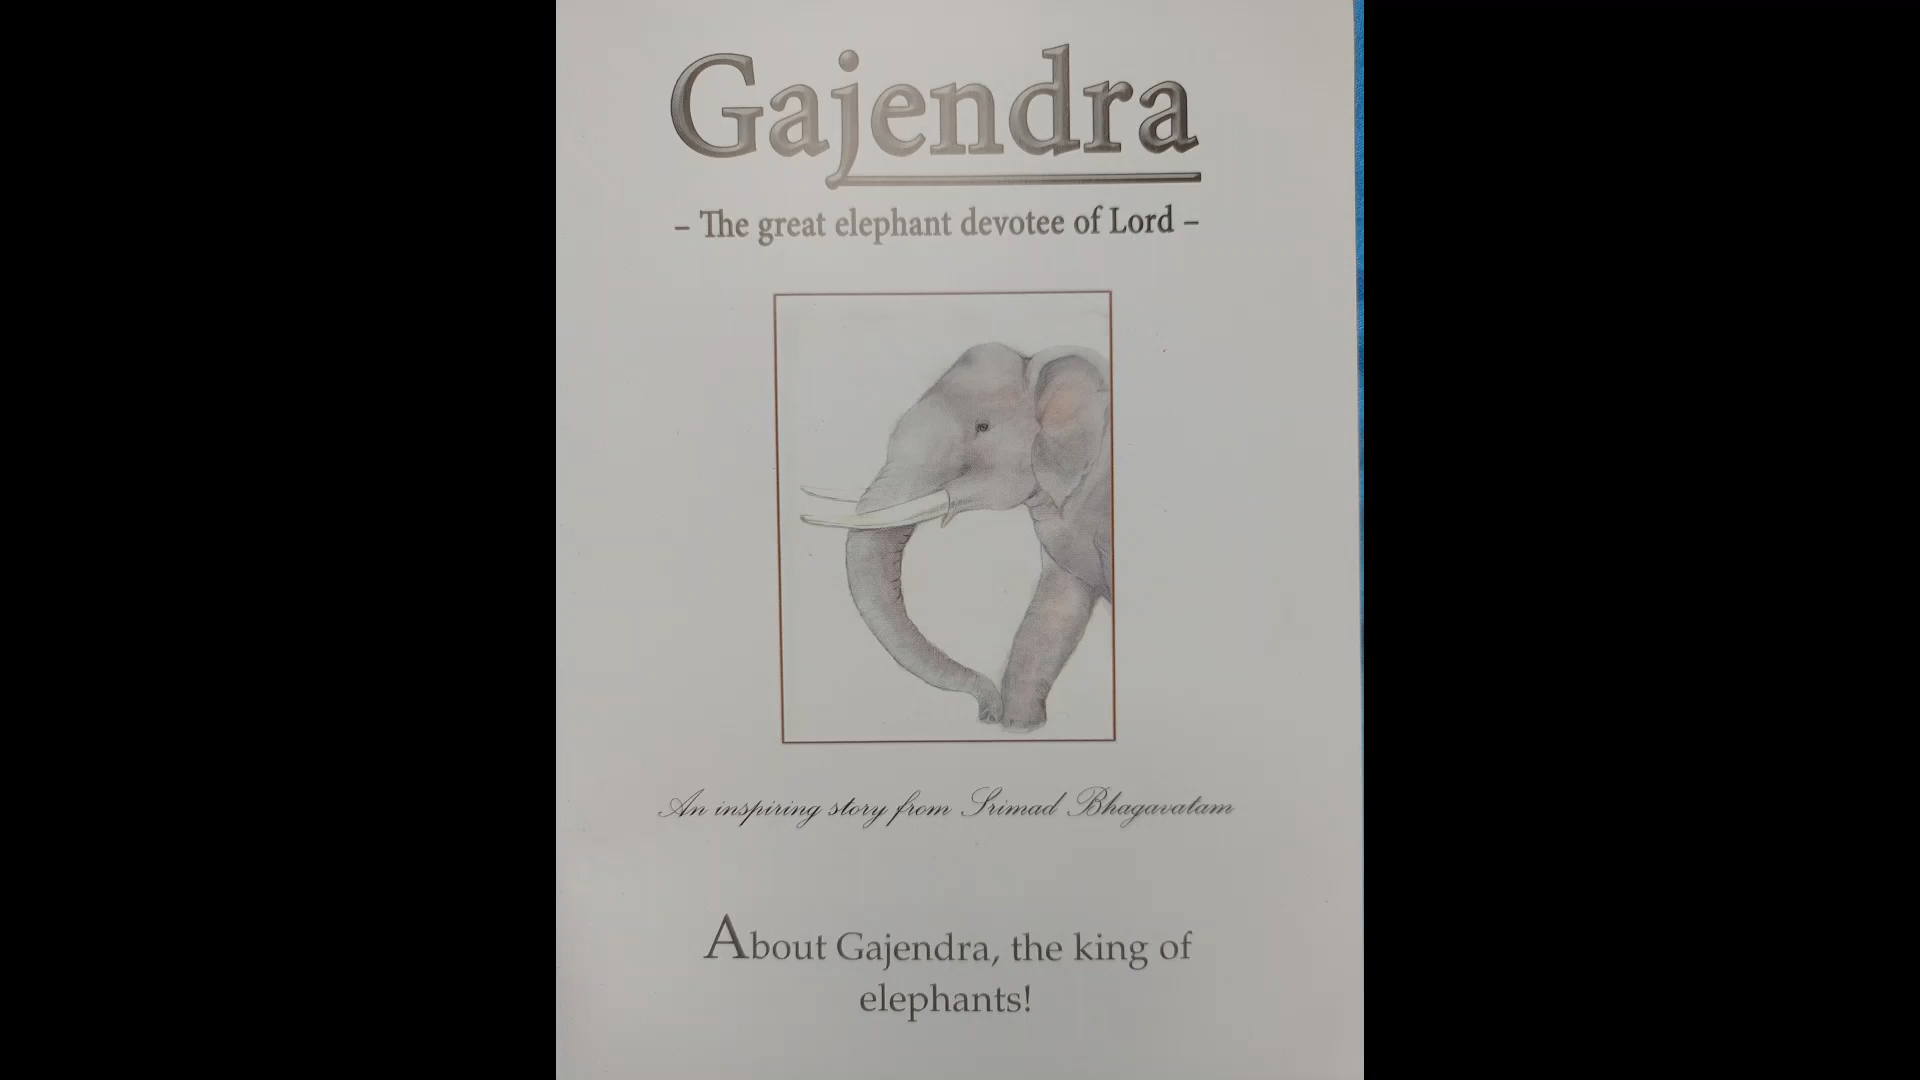 Gajendra
– The great elephant devotee of Lord –
An inspiring story from Srimad Bhagavatam
About Gajendra, the king of
elephants!